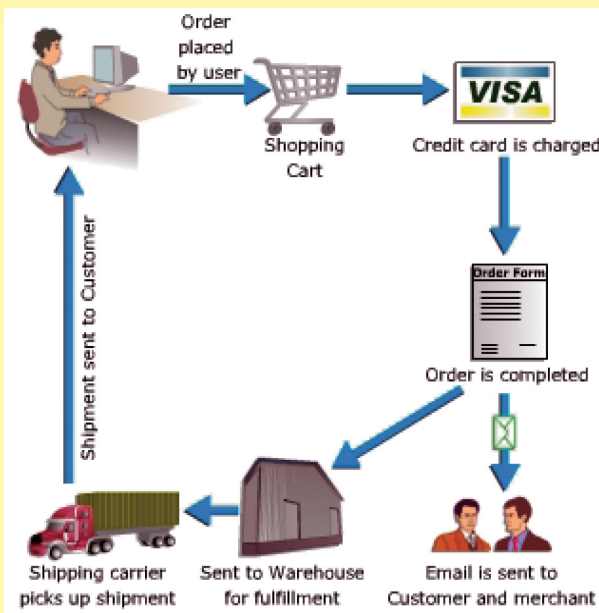 Order
placed
by user
Shopping
Cart
VISA
Credit card is charged
Order Form
Order is completed
Email is sent to
Customer and merchant
Sent to Warehouse
for fulfillment
Shipping carrier
picks up shipment
Shipment sent to Customer